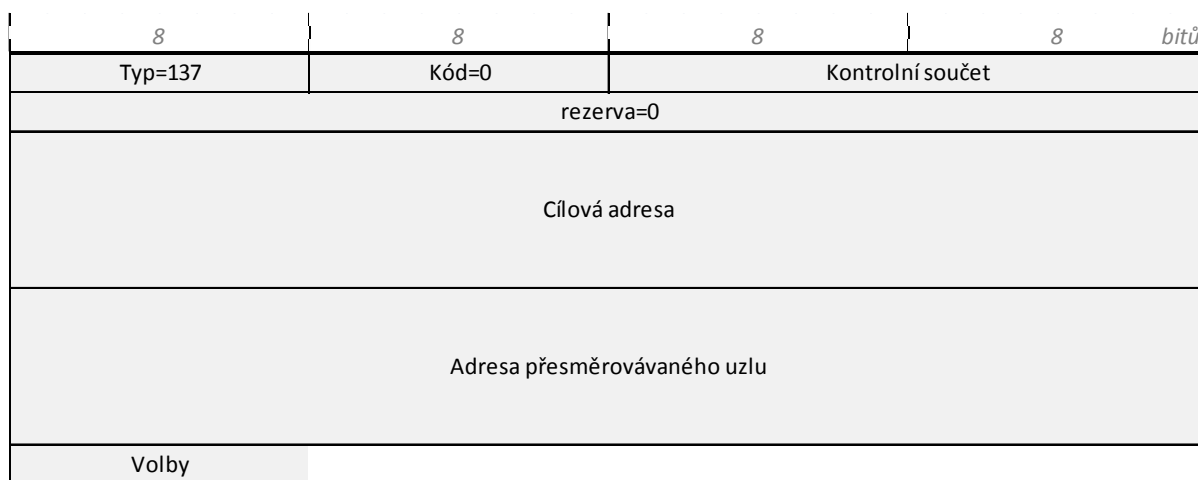 8 8 8 8 bitů
Typ=137 Kód=0 Kontrolní součet
rezerva=0
Cílová adresa
Adresa přesměrovávaného uzlu
Volby